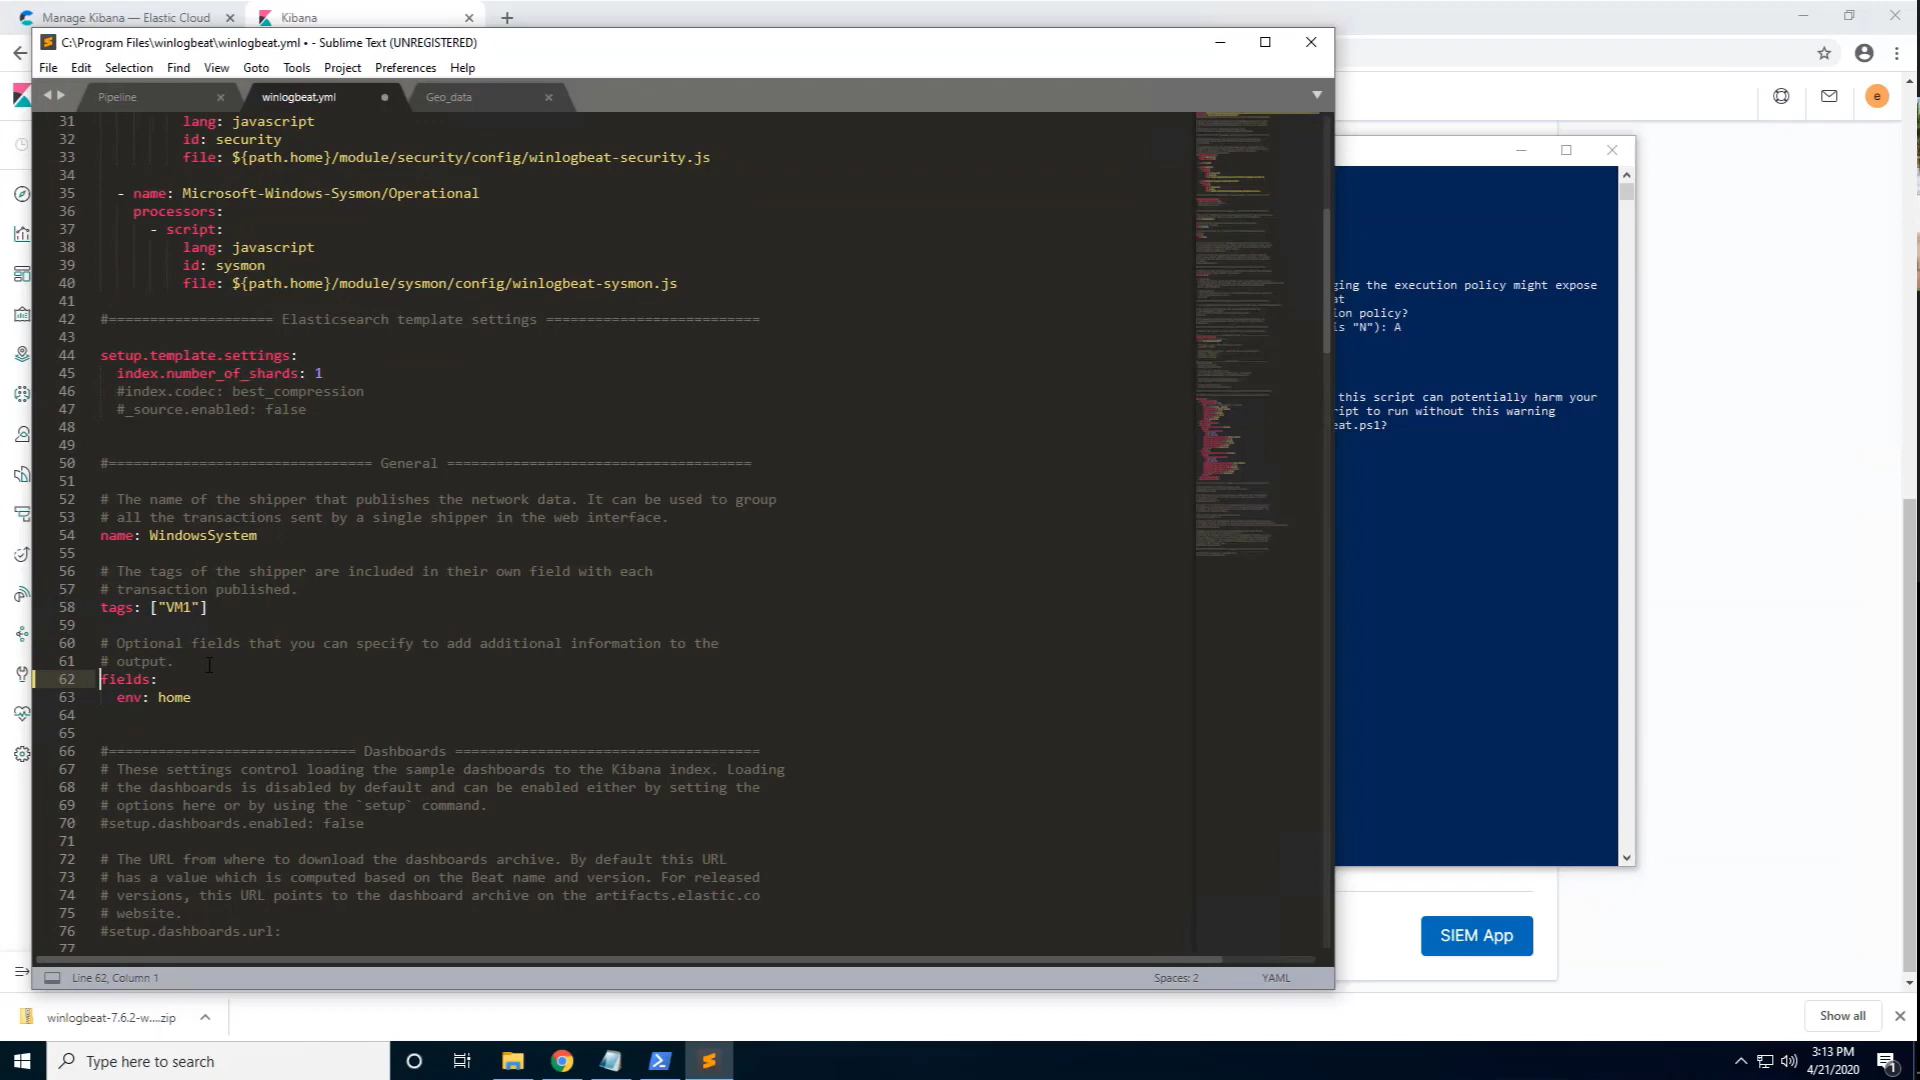 Manage Kibana — Elastic Cloud
Kibana
C:\Program Files\winlogbeat\winlogbeat.yml • - Sublime Text (UNREGISTERED)
File Edit Selection Find View Goto Tools Project Preferences Help
Pipeline
winlogbeat.yml
Geo_data
31 lang: javascript
32 id: security
33 file: ${path.home}/module/security/config/winlogbeat-security.js
34
35 - name: Microsoft-Windows-Sysmon/Operational
36 processors:
37 - script:
38 lang: javascript
39 id: sysmon
40 file: ${path.home}/module/sysmon/config/winlogbeat-sysmon.js
41
42 #==================== Elasticsearch template settings ==========================
43
44 setup.template.settings:
45 index.number_of_shards: 1
46 #index.codec: best_compression
47 #_source.enabled: false
48
49
50 #================================ General =====================================
51
52 # The name of the shipper that publishes the network data. It can be used to group
53 # all the transactions sent by a single shipper in the web interface.
54 name: WindowsSystem
55
56 # The tags of the shipper are included in their own field with each
57 # transaction published.
58 tags: ["VM1"]
59
60 # Optional fields that you can specify to add additional information to the
61 # output.
62 fields:
63 env: home
64
65
66 #============================== Dashboards =====================================
67 # These settings control loading the sample dashboards to the Kibana index. Loading
68 # the dashboards is disabled by default and can be enabled either by setting the
69 # options here or by using the `setup` command.
70 #setup.dashboards.enabled: false
71
72 # The URL from where to download the dashboards archive. By default this URL
73 # has a value which is computed based on the Beat name and version. For released
74 # versions, this URL points to the dashboard archive on the artifacts.elastic.co
75 # website.
76 #setup.dashboards.url:
77
Line 62, Column 1
Spaces: 2
YAML
e
ging the execution policy might expose
at
ion policy?
is "N"): A
this script can potentially harm your
ript to run without this warning
eat.ps1?
SIEM App
winlogbeat-7.6.2-w....zip
Show all
Type here to search
3:13 PM
4/21/2020
1